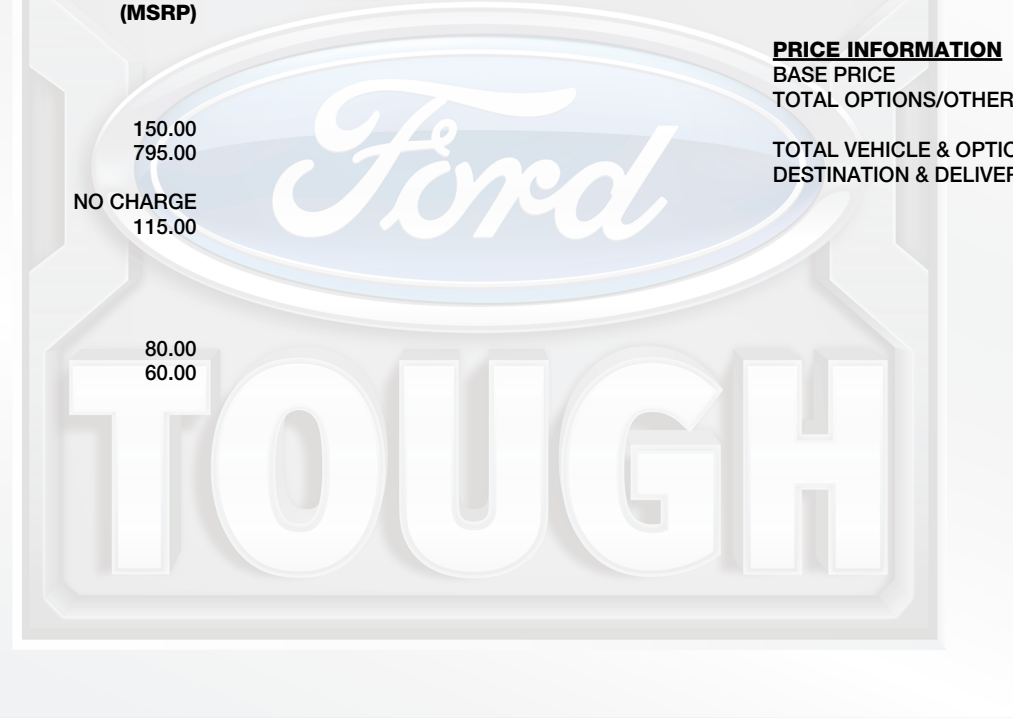 (MSRP)
150.00
795.00
NO CHARGE
115.00
80.00
60.00
PRICE INFORMATION
BASE PRICE
TOTAL OPTIONS/OTHER
TOTAL VEHICLE & OPTIO
DESTINATION & DELIVER
Ford
TOUGH